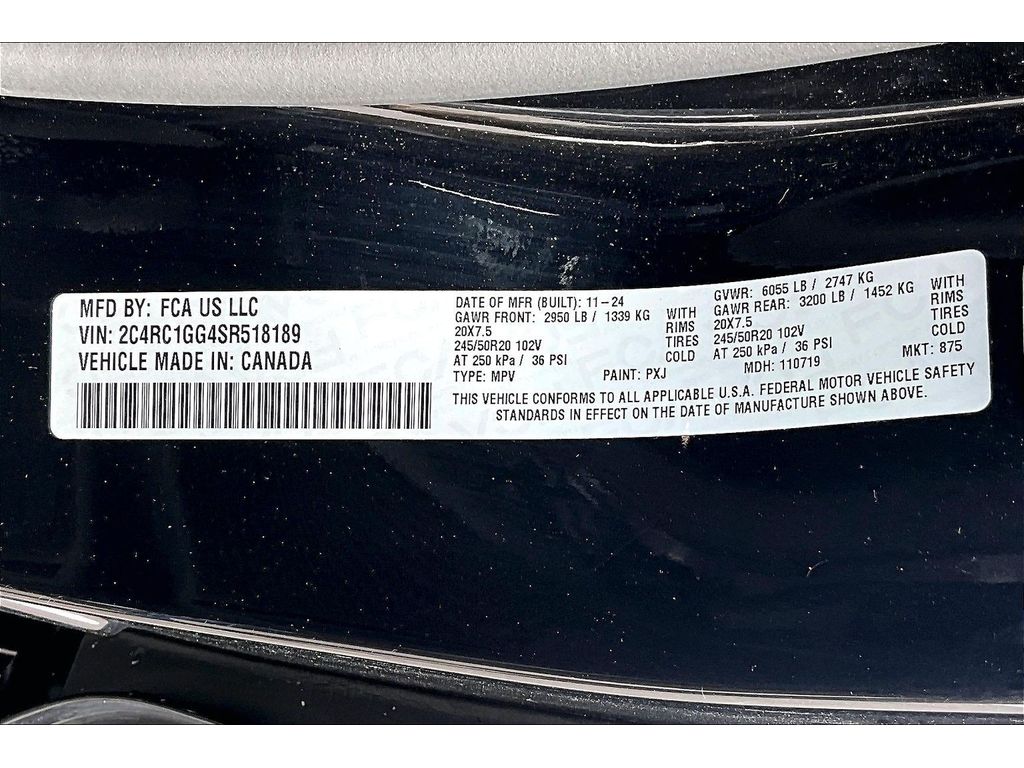 MFD BY: FCA US LLC
VIN: 2C4RC1GG4SR518189
VEHICLE MADE IN: CANADA
DATE OF MFR (BUILT): 11-24
GAWR FRONT: 2950 LB / 1339 KG WITH
20X7.5 RIMS
245/50R20 102V TIRES
AT 250 kPa / 36 PSI COLD
TYPE: MPV PAINT: PXJ
GVWR: 6055 LB / 2747 KG
GAWR REAR: 3200 LB / 1452 KG WITH
20X7.5 RIMS
245/50R20 102V TIRES
AT 250 kPa / 36 PSI COLD
MDH: 110719 MKT: 875
THIS VEHICLE CONFORMS TO ALL APPLICABLE U.S.A. FEDERAL MOTOR VEHICLE SAFETY
STANDARDS IN EFFECT ON THE DATE OF MANUFACTURE SHOWN ABOVE.